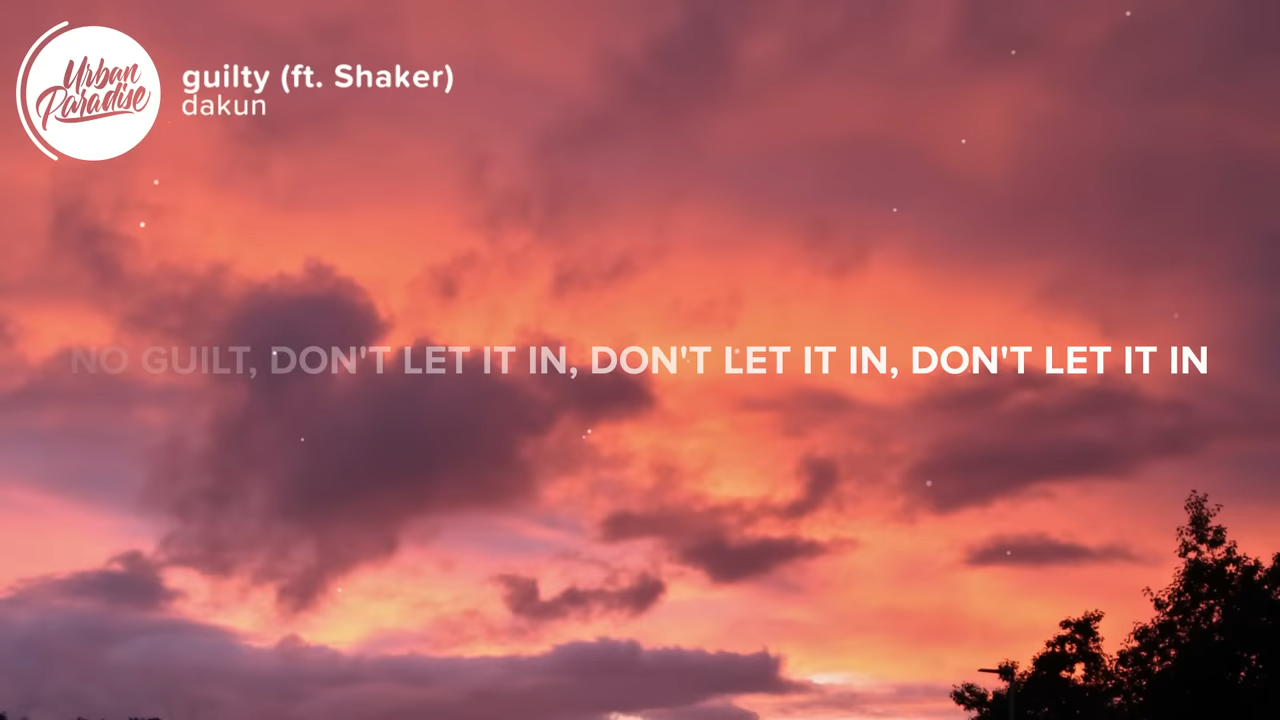 Urban
Paradise
guilty (ft. Shaker)
dakun
NO GUILT, DON'T LET IT IN, DON'T LET IT IN, DON'T LET IT IN